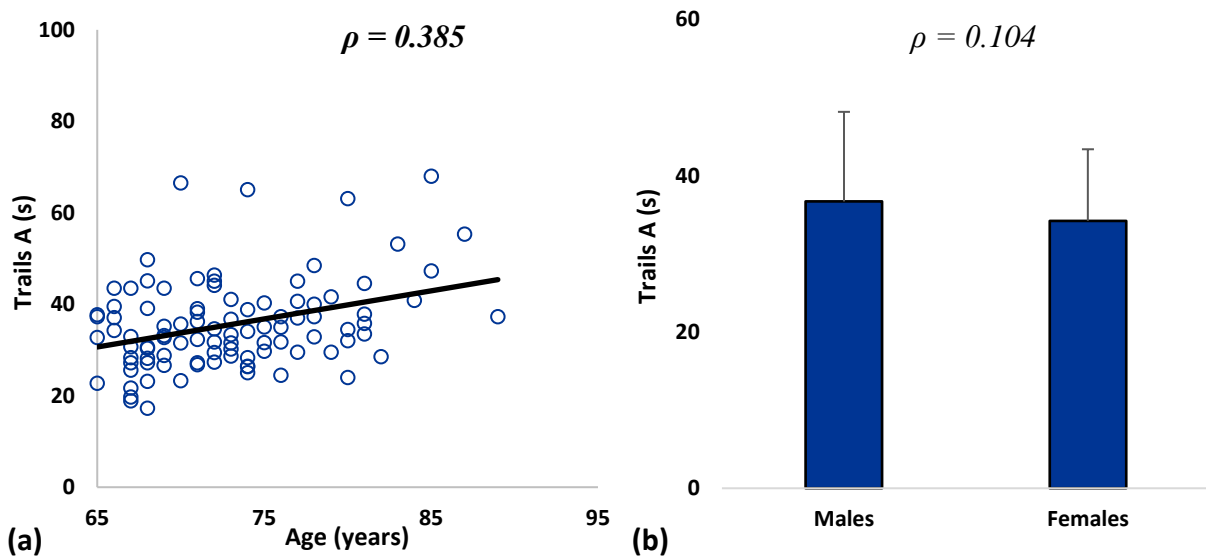 ρ = 0.385
Trails A (s)
100
80
60
40
20
0
65
75
85
95
Age (years)
(a)
ρ = 0.104
Trails A (s)
60
40
20
0
Males
Females
(b)